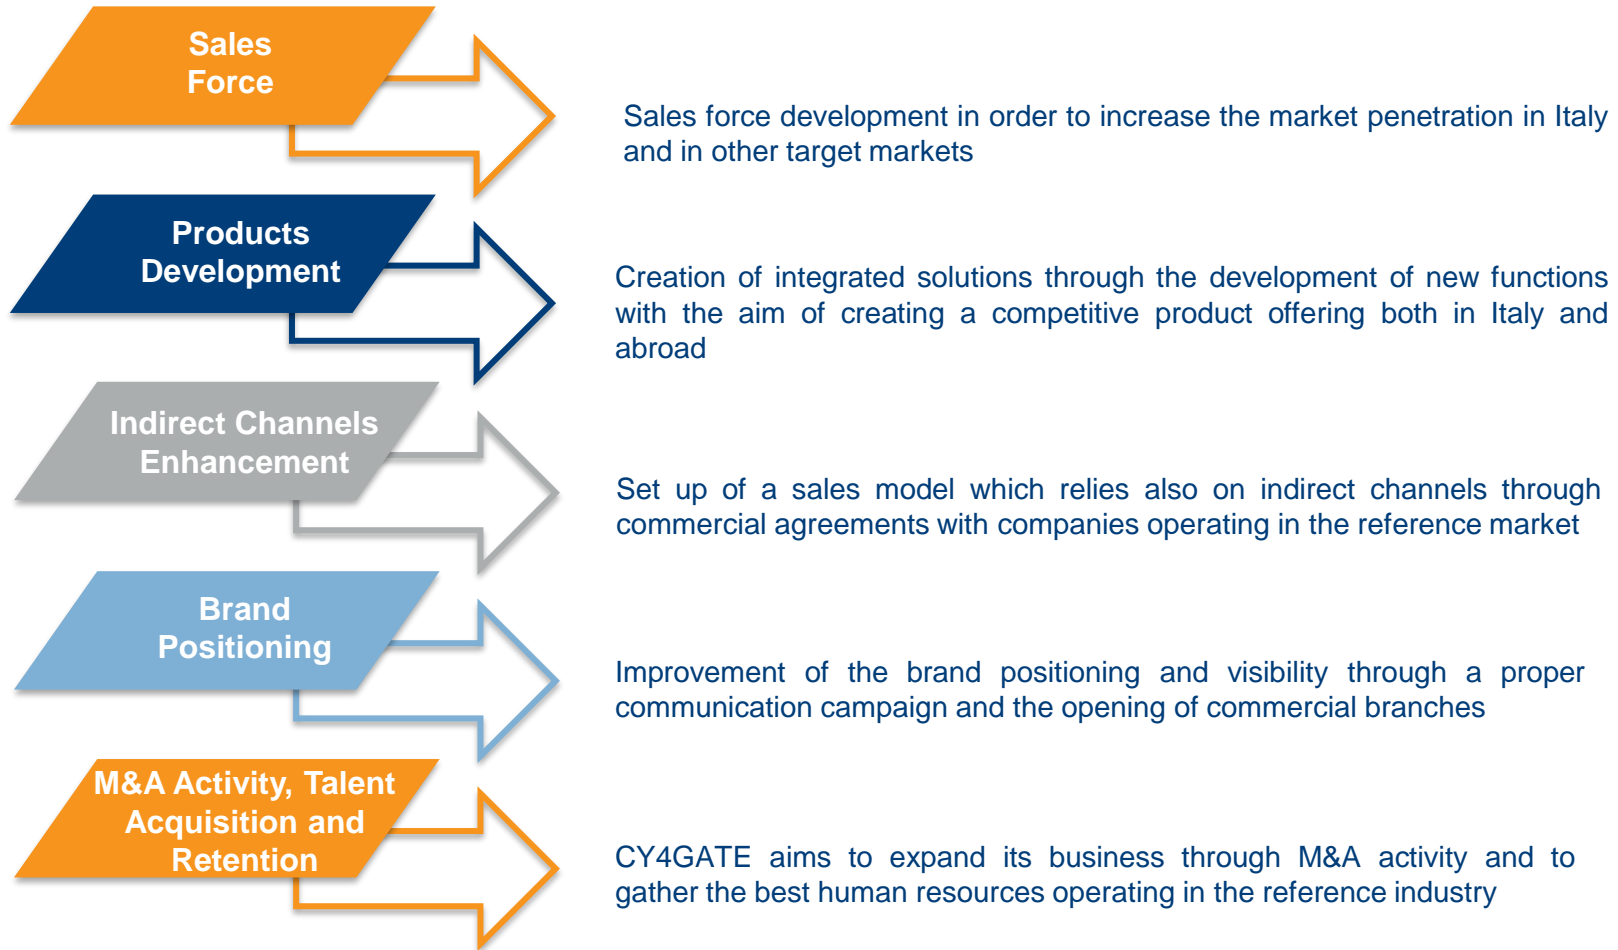 Sales
Force
Sales force development in order to increase the market penetration in Italy
and in other target markets
Products
Development
Creation of integrated solutions through the development of new functions
with the aim of creating a competitive product offering both in Italy and
abroad
Indirect Channels
Enhancement
Set up of a sales model which relies also on indirect channels through
commercial agreements with companies operating in the reference market
Brand
Positioning
Improvement of the brand positioning and visibility through a proper
communication campaign and the opening of commercial branches
M&A Activity, Talent
Acquisition and
Retention
CY4GATE aims to expand its business through M&A activity and to
gather the best human resources operating in the reference industry